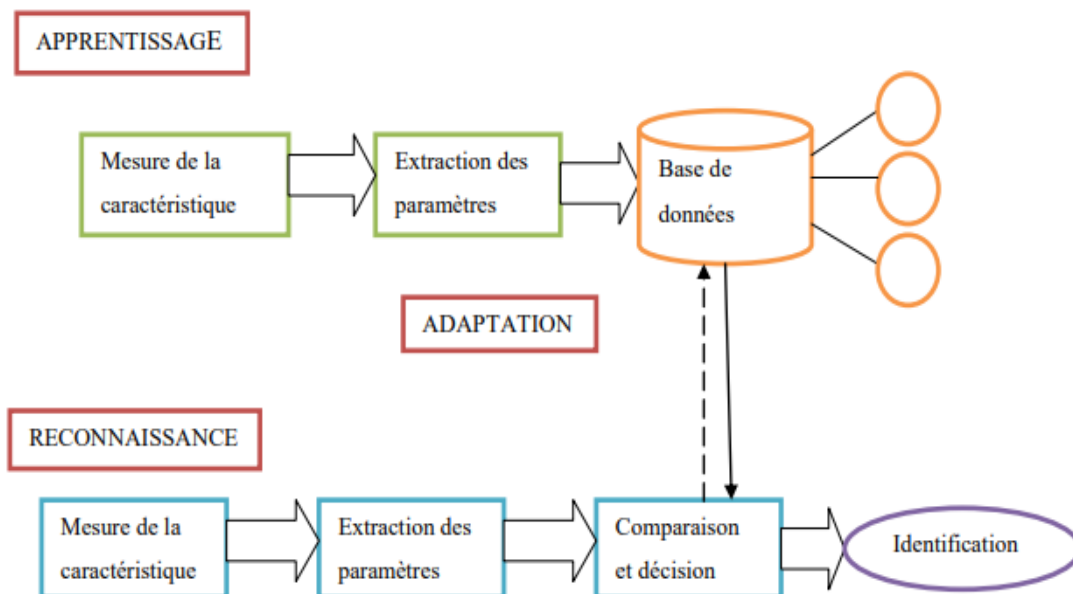 APPRENTISSAGE
Mesure de la
caractéristique
Extraction des
paramètres
Base de
données
ADAPTATION
RECONNAISSANCE
Mesure de la
caractéristique
Extraction des
paramètres
Comparaison
et décision
Identification